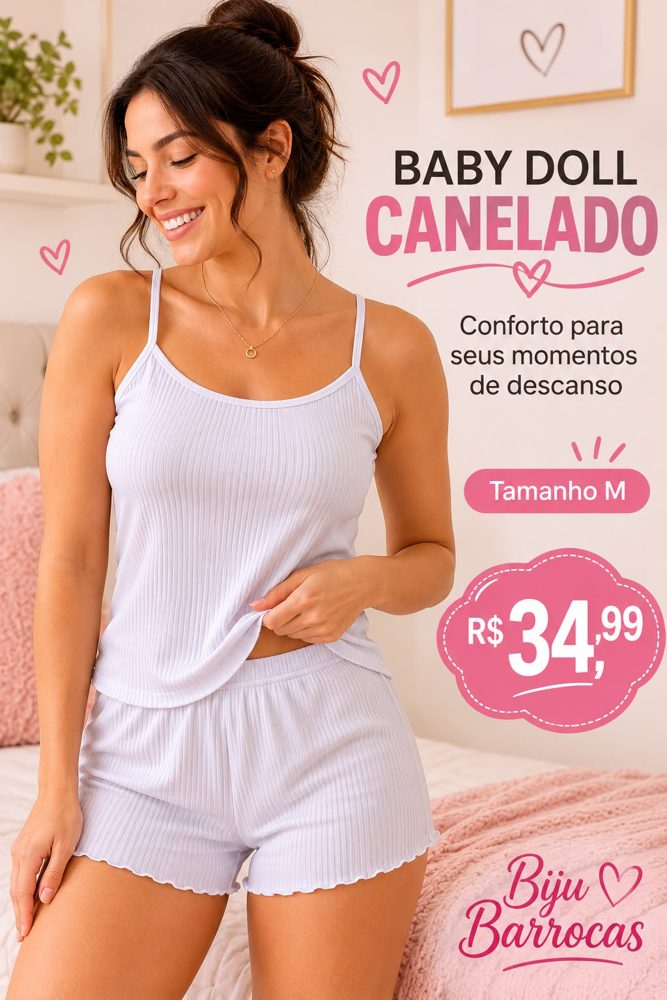 BABY DOLL
CANELADO
Conforto para
seus momentos
de descanso
Tamanho M
R$ 34,99
Biju
Barrocas